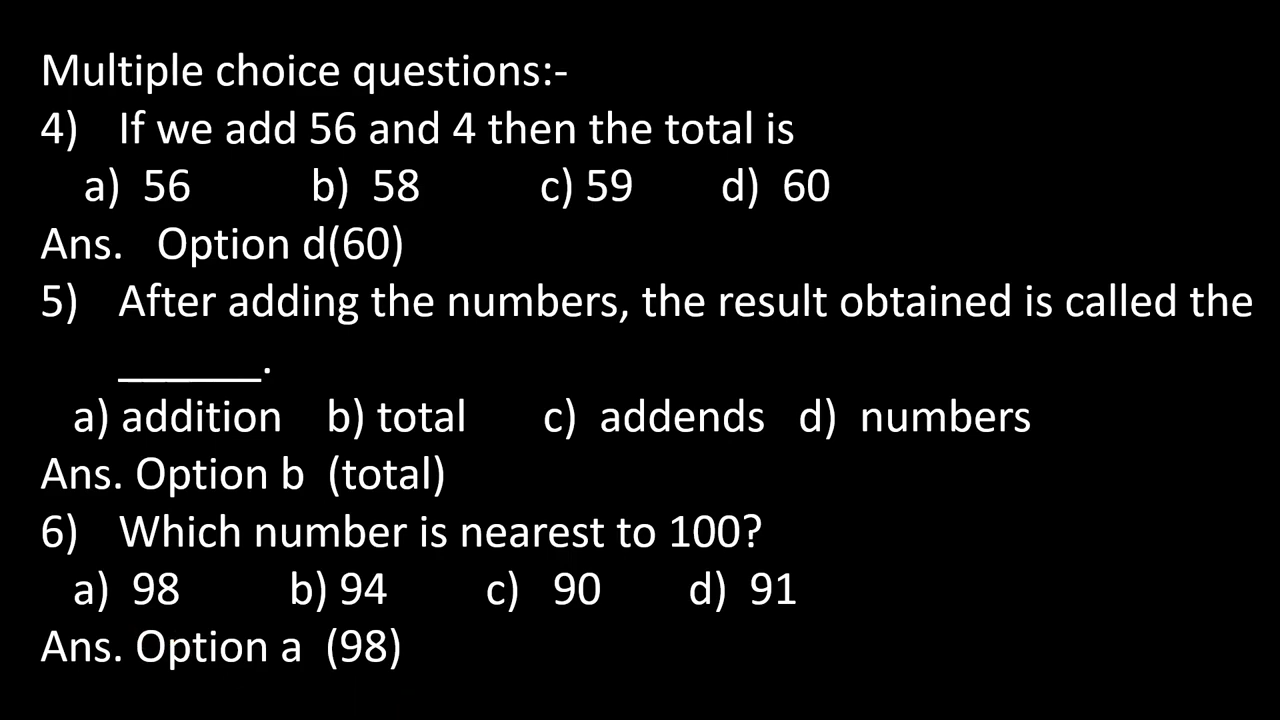 Multiple choice questions:-
4) If we add 56 and 4 then the total is
a) 56 b) 58 c) 59 d) 60
Ans. Option d(60)
5) After adding the numbers, the result obtained is called the
______.
a) addition b) total c) addends d) numbers
Ans. Option b (total)
6) Which number is nearest to 100?
a) 98 b) 94 c) 90 d) 91
Ans. Option a (98)